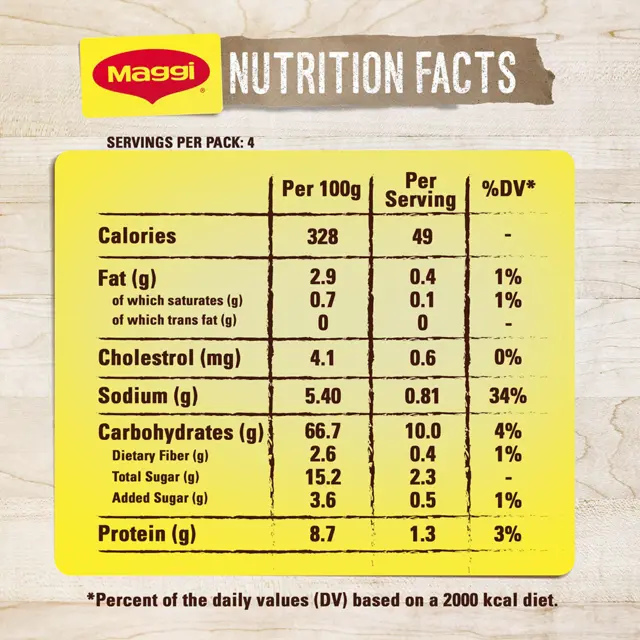 Maggi ®
NUTRITION FACTS
SERVINGS PER PACK: 4
Per 100g Per Serving %DV*
Calories 328 49 -
Fat (g) 2.9 0.4 1%
of which saturates (g) 0.7 0.1 1%
of which trans fat (g) 0 0 -
Cholestrol (mg) 4.1 0.6 0%
Sodium (g) 5.40 0.81 34%
Carbohydrates (g) 66.7 10.0 4%
Dietary Fiber (g) 2.6 0.4 1%
Total Sugar (g) 15.2 2.3 -
Added Sugar (g) 3.6 0.5 1%
Protein (g) 8.7 1.3 3%
*Percent of the daily values (DV) based on a 2000 kcal diet.